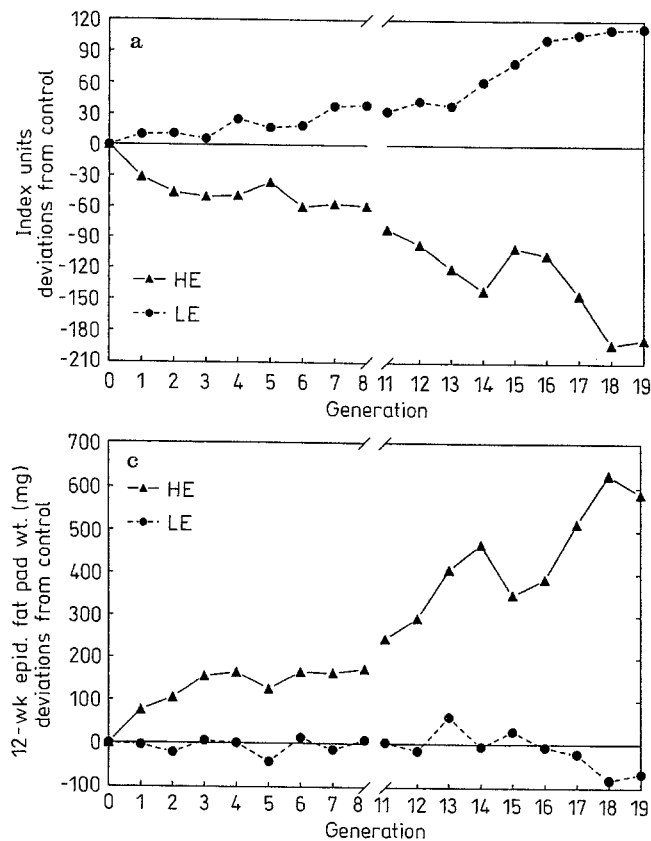 a
Index units
deviations from control
120
90
60
30
0
-30
-60
-90
-120
-150
-180
-210
HE
LE
0 1 2 3 4 5 6 7 8 11 12 13 14 15 16 17 18 19
Generation
c
12-wk epid. fat pad wt. (mg)
deviations from control
700
600
500
400
300
200
100
0
-100
HE
LE
0 1 2 3 4 5 6 7 8 11 12 13 14 15 16 17 18 19
Generation